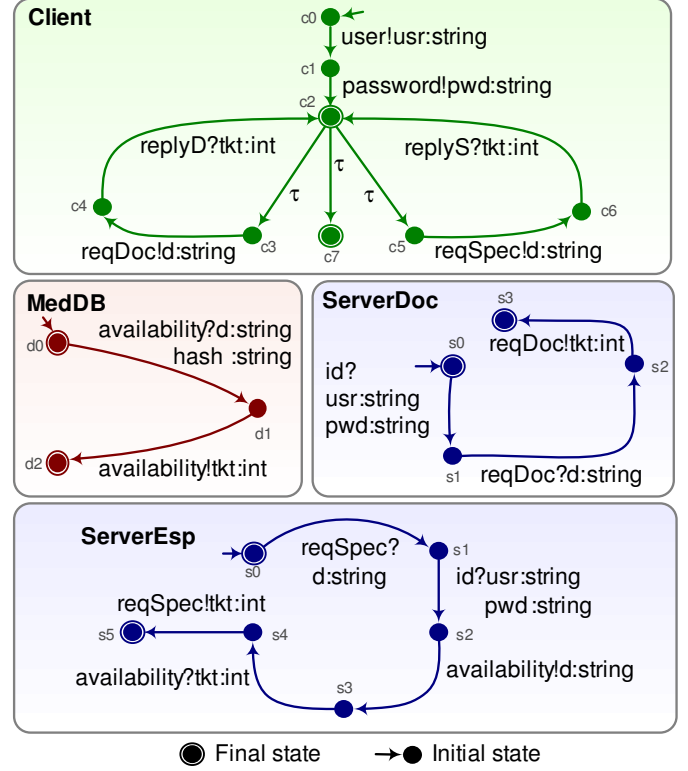 Client
c0
user!usr:string
c1
password!pwd:string
c2
replyD?tkt:int
replyS?tkt:int
τ
τ
τ
c4
c6
reqDoc!d:string
c3
c7
c5
reqSpec!d:string
MedDB
availability?d:string
hash :string
d0
d1
d2
availability!tkt:int
ServerDoc
s3
s0
reqDoc!tkt:int
id?
usr:string
pwd:string
s2
s1
reqDoc?d:string
ServerEsp
s0
reqSpec?
d:string
s1
id?usr:string
pwd :string
reqSpec!tkt:int
s5
s4
s2
availability?tkt:int
availability!d:string
s3
Final state
Initial state